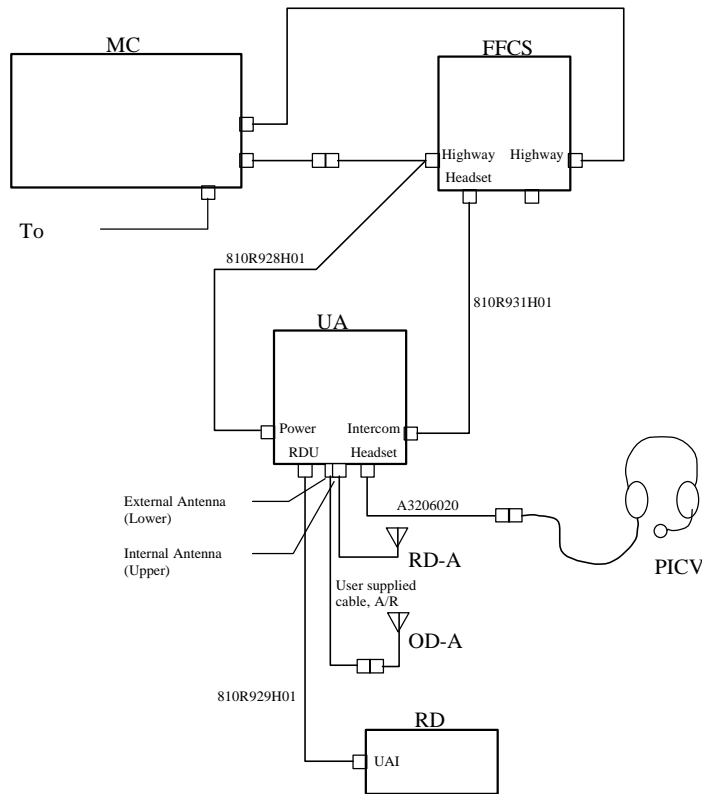 MC
FFCS
Highway
Highway
Headset
To
810R928H01
810R931H01
UA
Power
Intercom
RDU
Headset
External Antenna
(Lower)
A3206020
Internal Antenna
(Upper)
RD-A
PICV
User supplied
cable, A/R
OD-A
810R929H01
RD
UAI